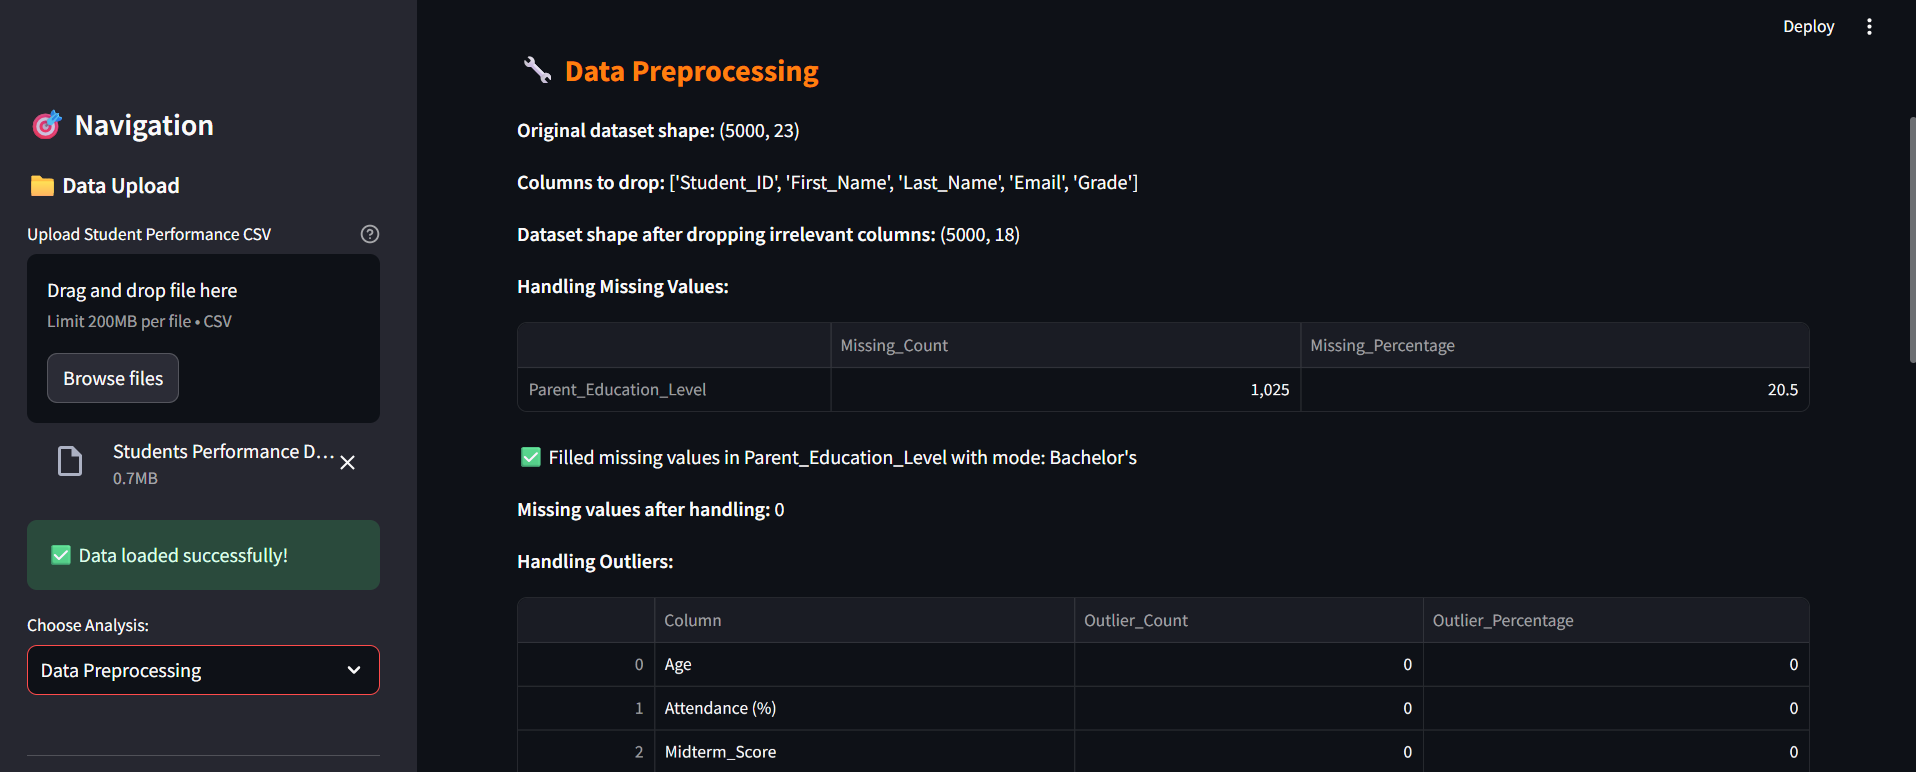 Deploy
Navigation
Data Upload
Upload Student Performance CSV
Drag and drop file here
Limit 200MB per file • CSV
Browse files
Students Performance D...
0.7MB
Data loaded successfully!
Choose Analysis:
Data Preprocessing
Data Preprocessing
Original dataset shape: (5000, 23)
Columns to drop: ['Student_ID', 'First_Name', 'Last_Name', 'Email', 'Grade']
Dataset shape after dropping irrelevant columns: (5000, 18)
Handling Missing Values:
Missing_Count Missing_Percentage
Parent_Education_Level 1,025 20.5
Filled missing values in Parent_Education_Level with mode: Bachelor's
Missing values after handling: 0
Handling Outliers:
Column Outlier_Count Outlier_Percentage
0 Age 0 0
1 Attendance (%) 0 0
2 Midterm_Score 0 0